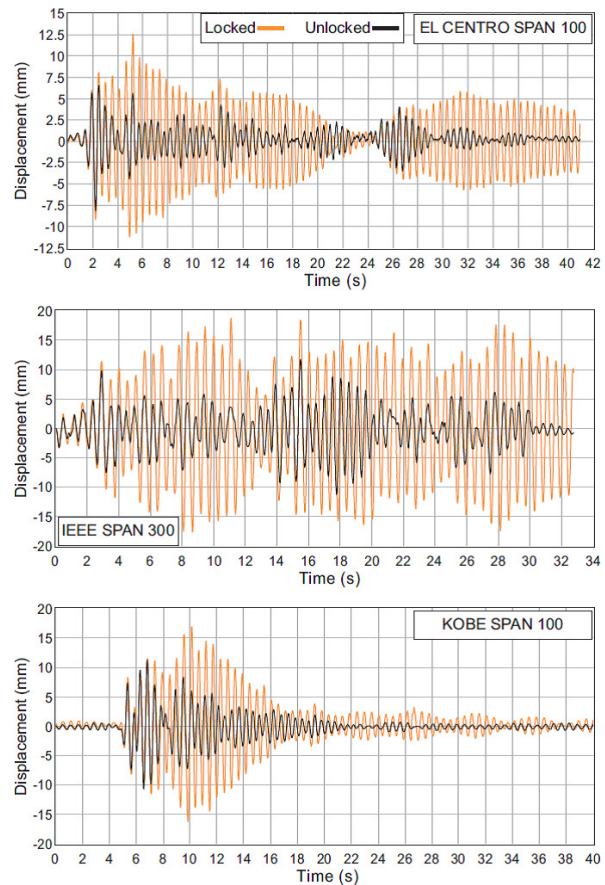 Locked Unlocked EL CENTRO SPAN 100
15
12.5
10
7.5
5
2.5
0
-2.5
-5
-7.5
-10
-12.5
Displacement (mm)
0 2 4 6 8 10 12 14 16 18 20 22 24 26 28 30 32 34 36 38 40 42
Time (s)
20
15
10
5
0
-5
-10
-15
-20
Displacement (mm)
IEEE SPAN 300
0 2 4 6 8 10 12 14 16 18 20 22 24 26 28 30 32 34
Time (s)
KOBE SPAN 100
20
15
10
5
0
-5
-10
-15
-20
Displacement (mm)
0 2 4 6 8 10 12 14 16 18 20 22 24 26 28 30 32 34 36 38 40
Time (s)